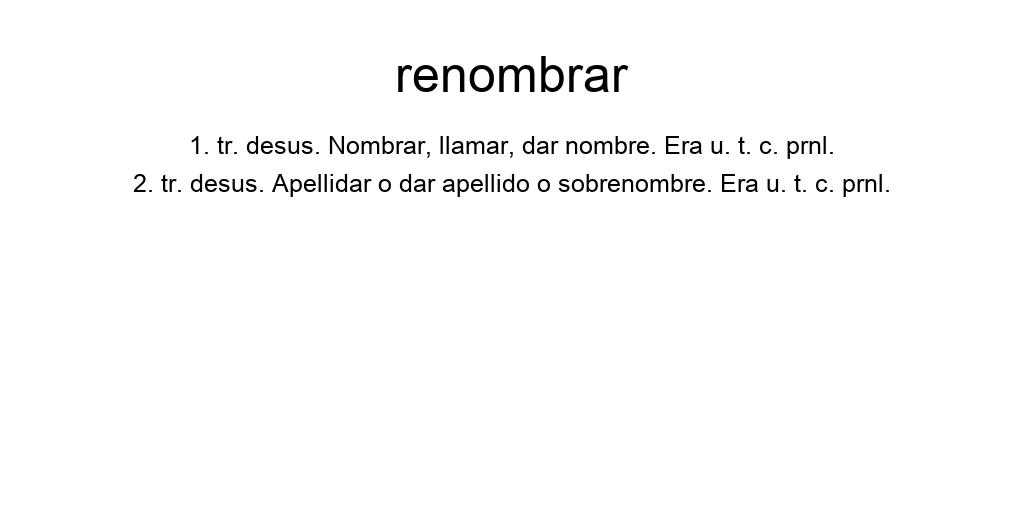 renombrar
1. tr. desus. Nombrar, llamar, dar nombre. Era u. t. c. prnl.
2. tr. desus. Apellidar o dar apellido o sobrenombre. Era u. t. c. prnl.